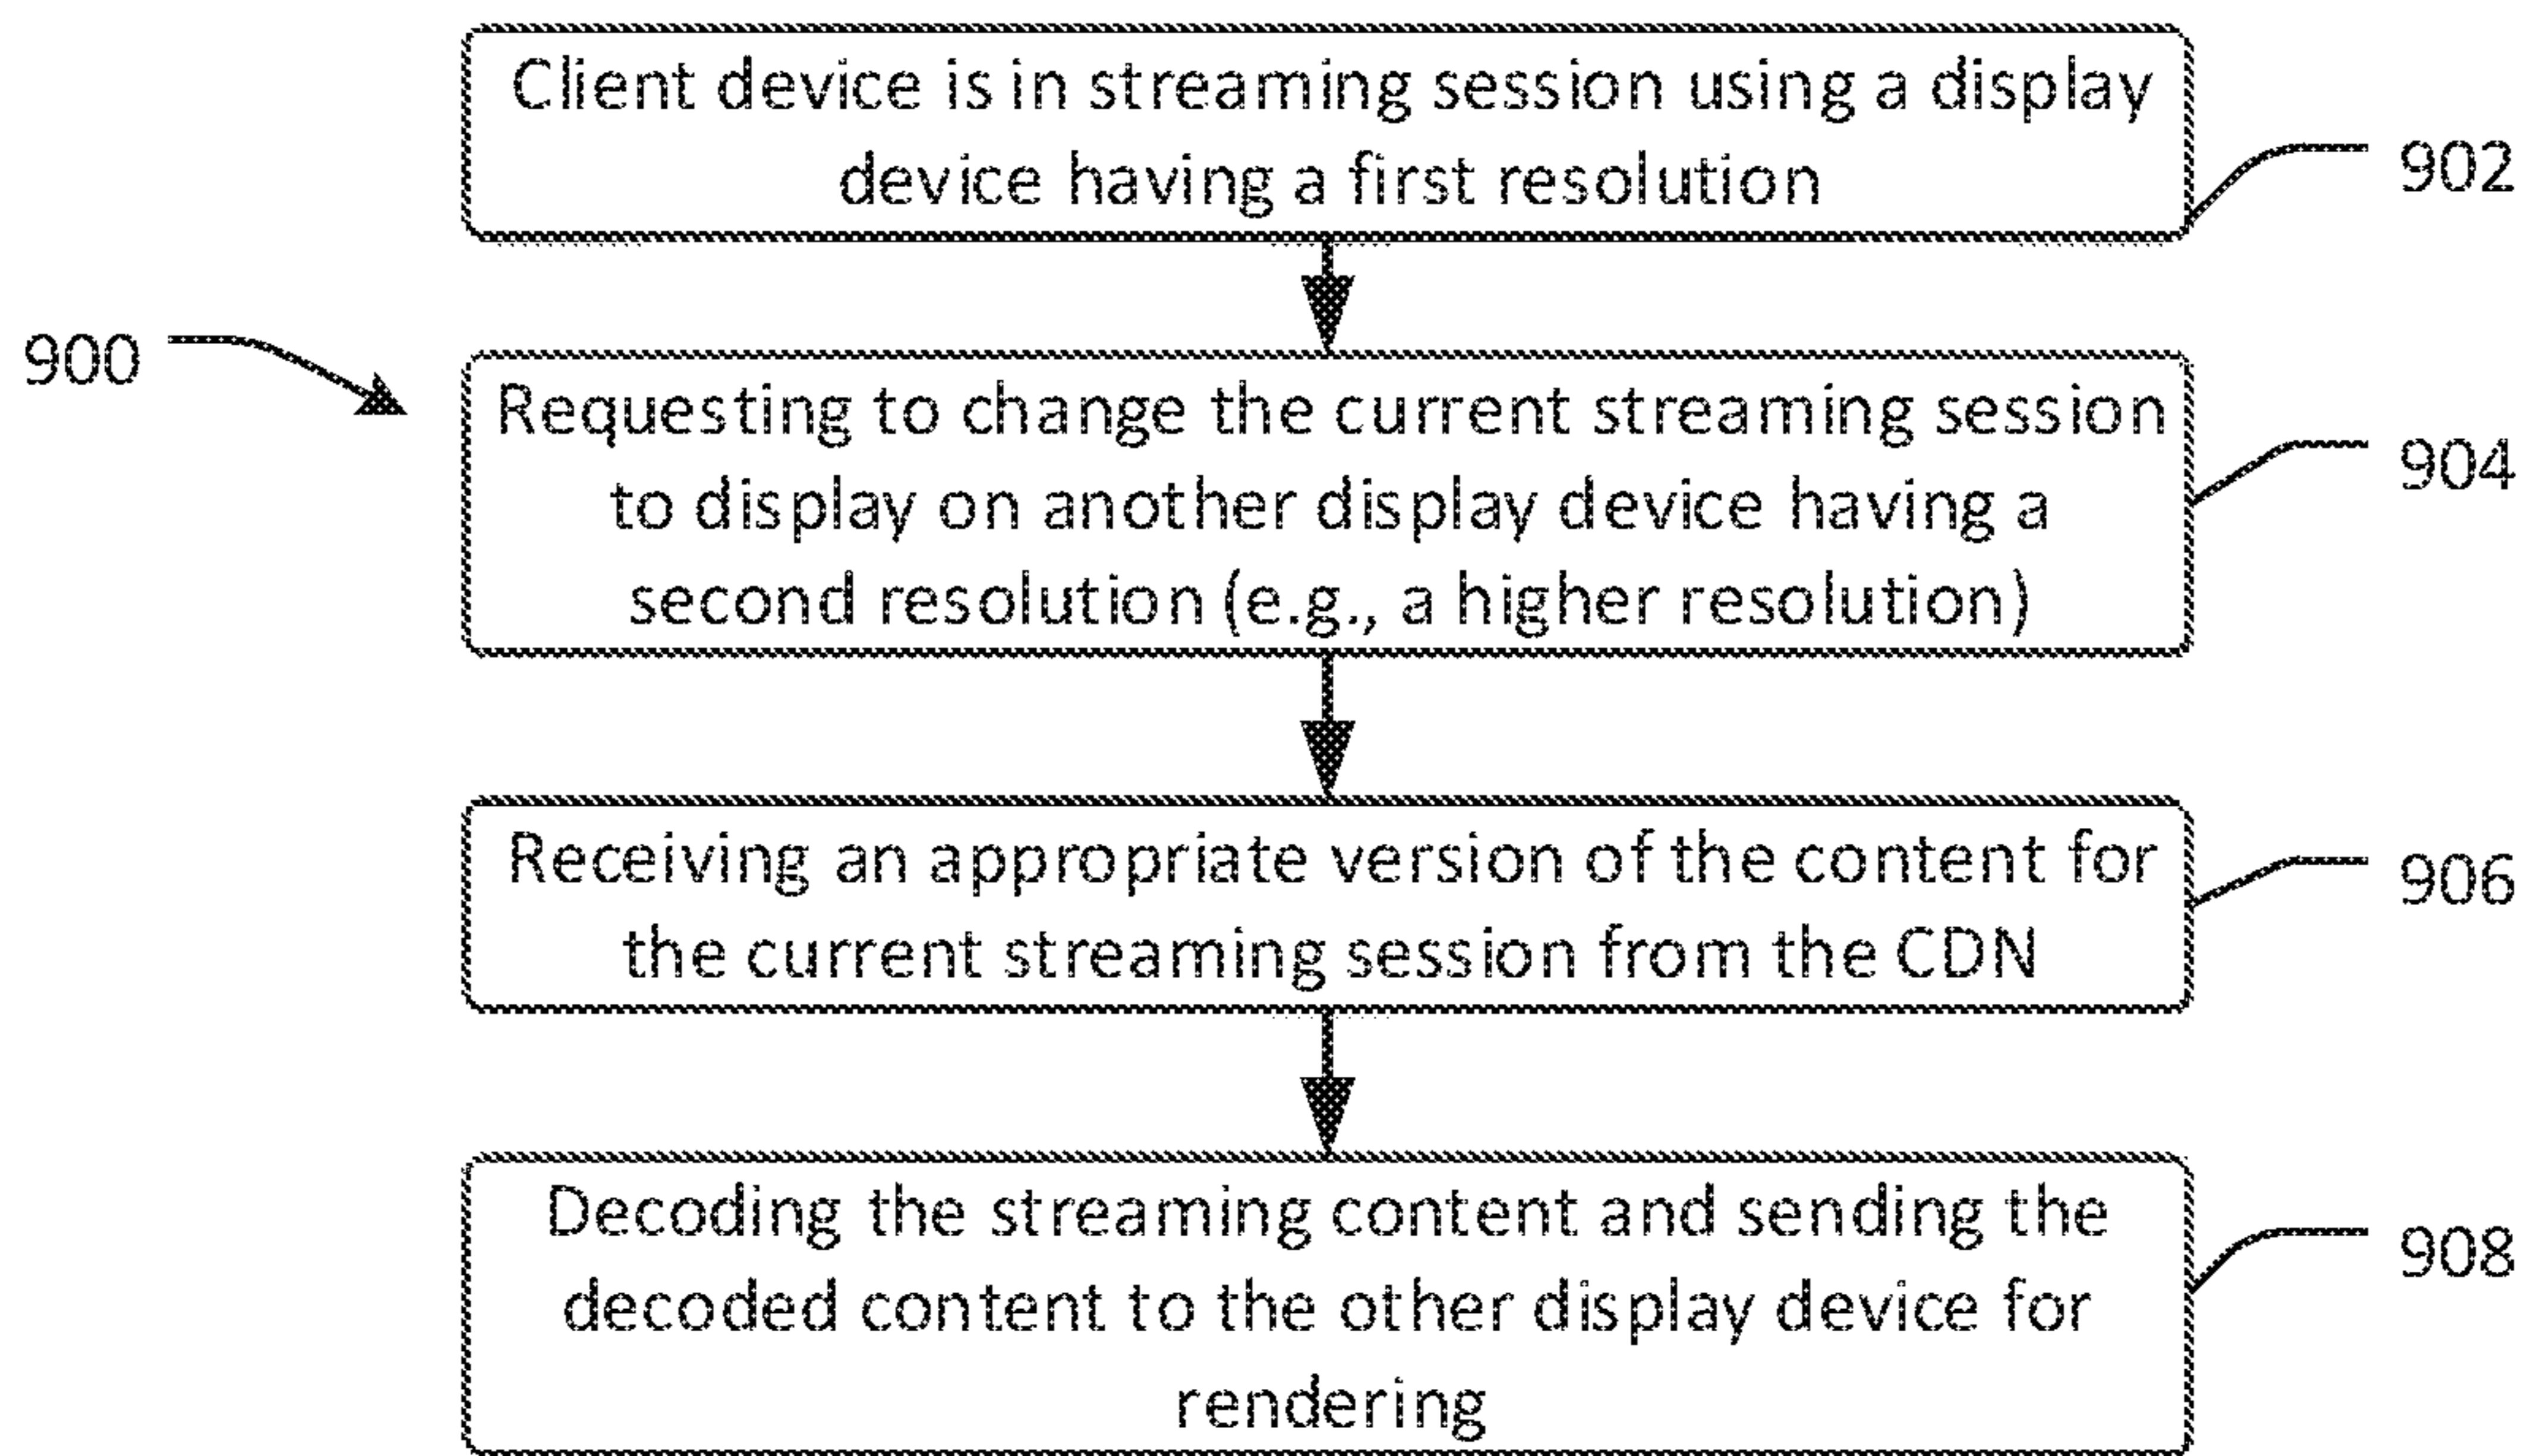 Client device is in streaming session using a display
device having a first resolution
902
900
Requesting to change the current streaming session
to display on another display device having a
second resolution (e.g., a higher resolution)
904
Receiving an appropriate version of the content for
the current streaming session from the CDN
906
Decoding the streaming content and sending the
decoded content to the other display device for
rendering
908